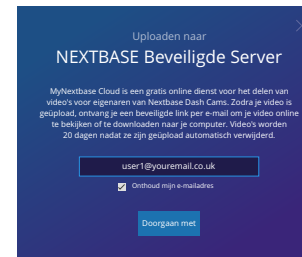 Uploaden naar
NEXTBASE Beveiligde Server
MyNextbase Cloud is een gratis online dienst voor het delen van
video's voor eigenaren van Nextbase Dash Cams. Zodra je video is
geüpload, ontvang je een beveiligde link per e-mail om je video online
te bekijken of te downloaden naar je computer. Video's worden
20 dagen nadat ze zijn geüpload automatisch verwijderd.
user1@youremail.co.uk
Onthoud mijn e-mailadres
Doorgaan met